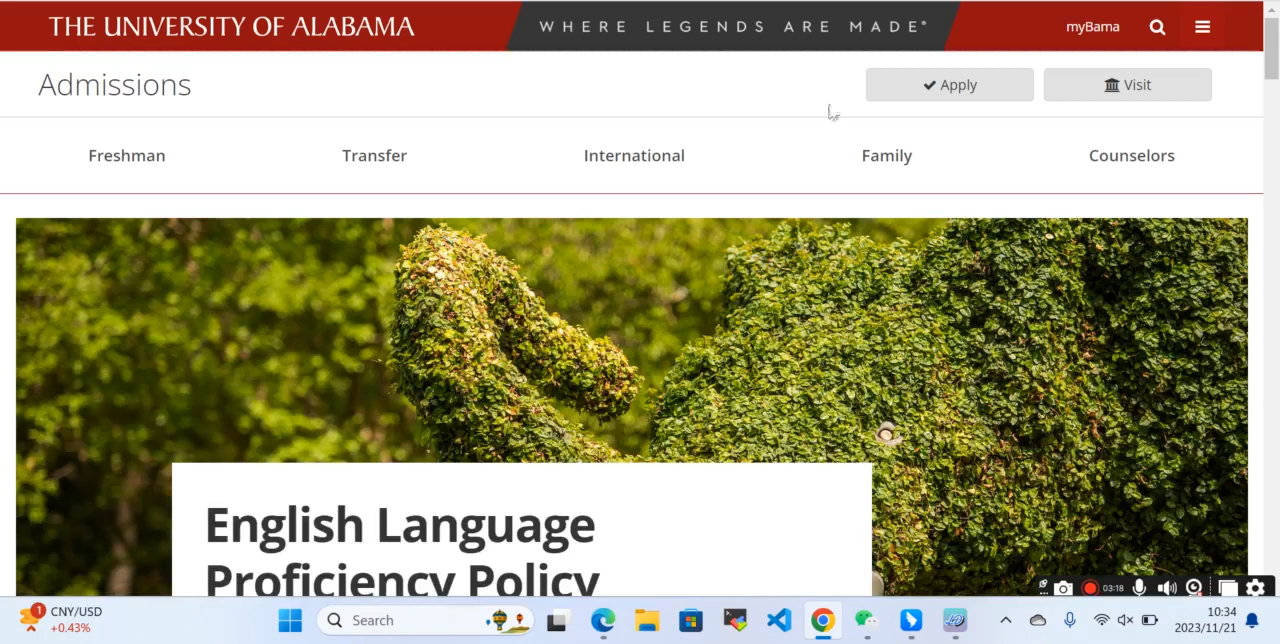 THE UNIVERSITY OF ALABAMA
WHERE LEGENDS ARE MADE®
myBama
Admissions
Apply
Visit
Freshman
Transfer
International
Family
Counselors
English Language
Proficiency Policy
03:18
1
CNY/USD
+0.43%
Search
10:34
2023/11/21